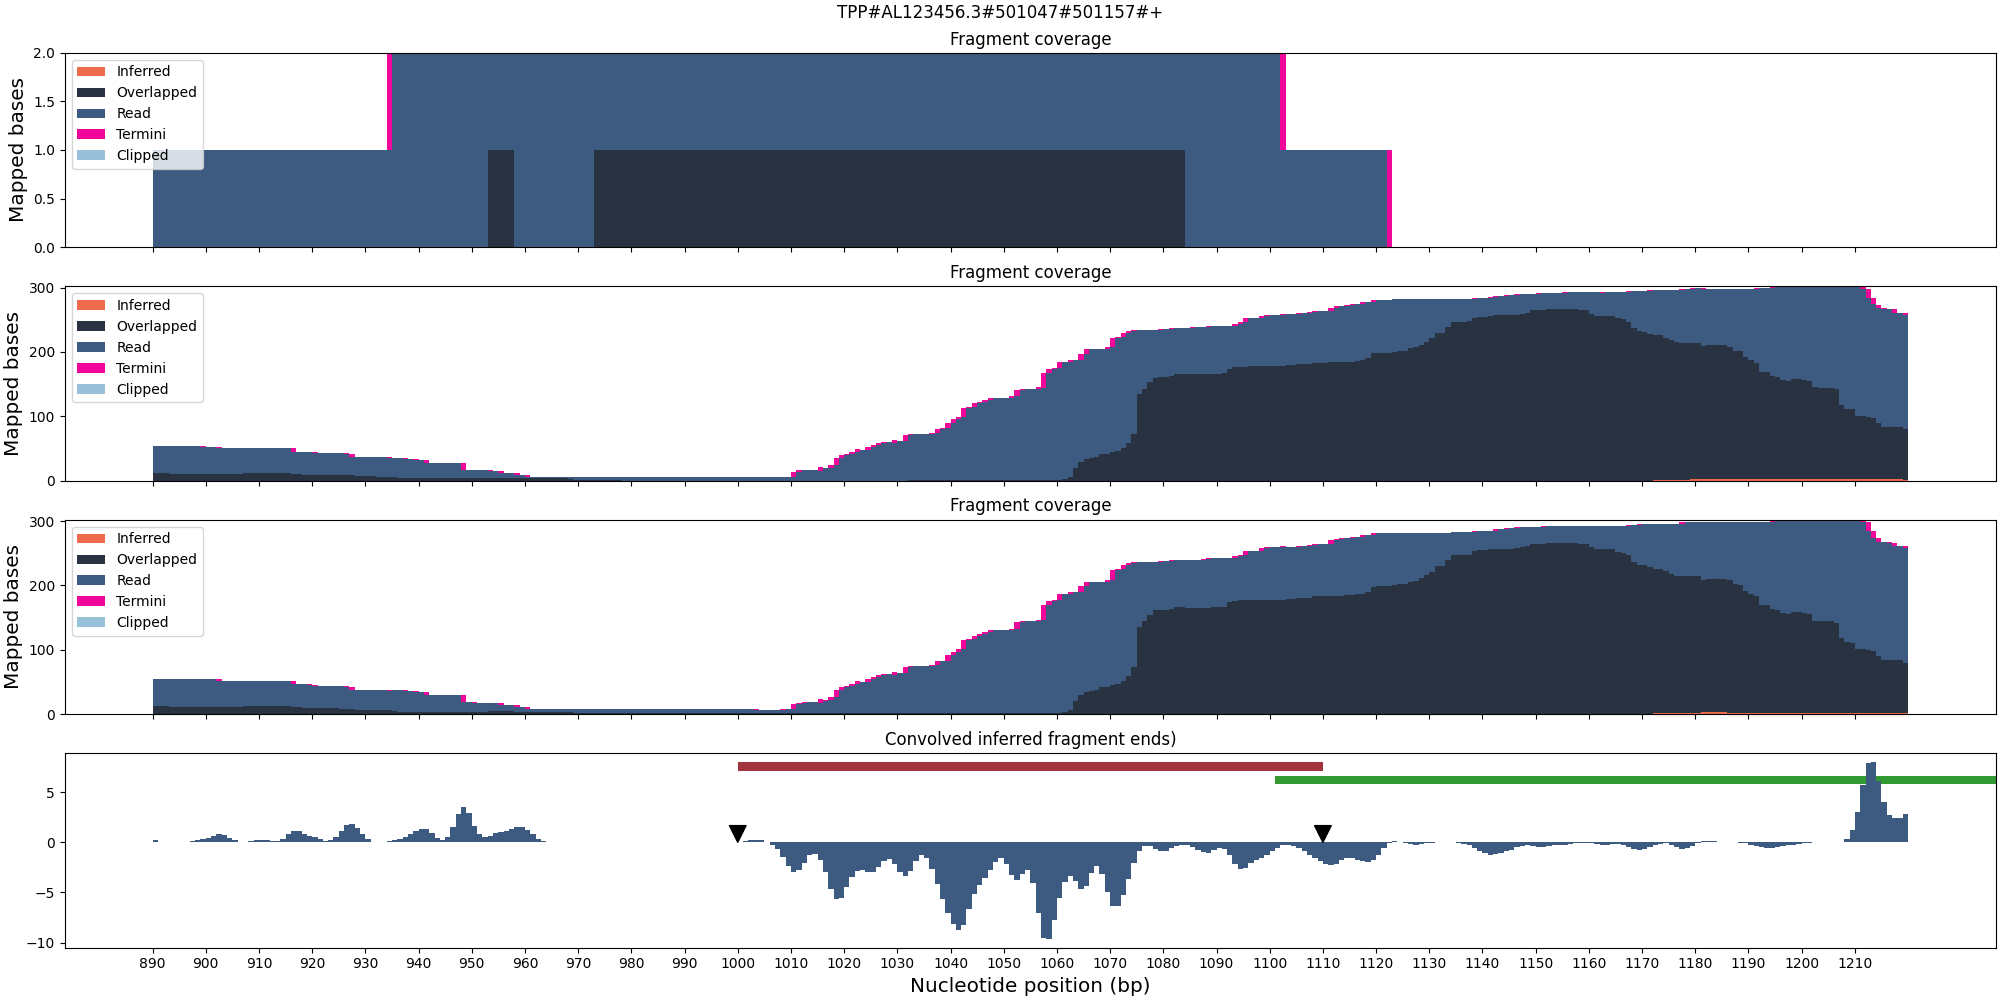 TPP#AL123456.3#501047#501157#+
Fragment coverage
Mapped bases
2.0
1.5
1.0
0.5
0.0
Inferred
Overlapped
Read
Termini
Clipped
Fragment coverage
Mapped bases
300
200
100
0
Inferred
Overlapped
Read
Termini
Clipped
Fragment coverage
Mapped bases
300
200
100
0
Inferred
Overlapped
Read
Termini
Clipped
Convolved inferred fragment ends)
5
0
−5
−10
890 900 910 920 930 940 950 960 970 980 990 1000 1010 1020 1030 1040 1050 1060 1070 1080 1090 1100 1110 1120 1130 1140 1150 1160 1170 1180 1190 1200 1210
Nucleotide position (bp)